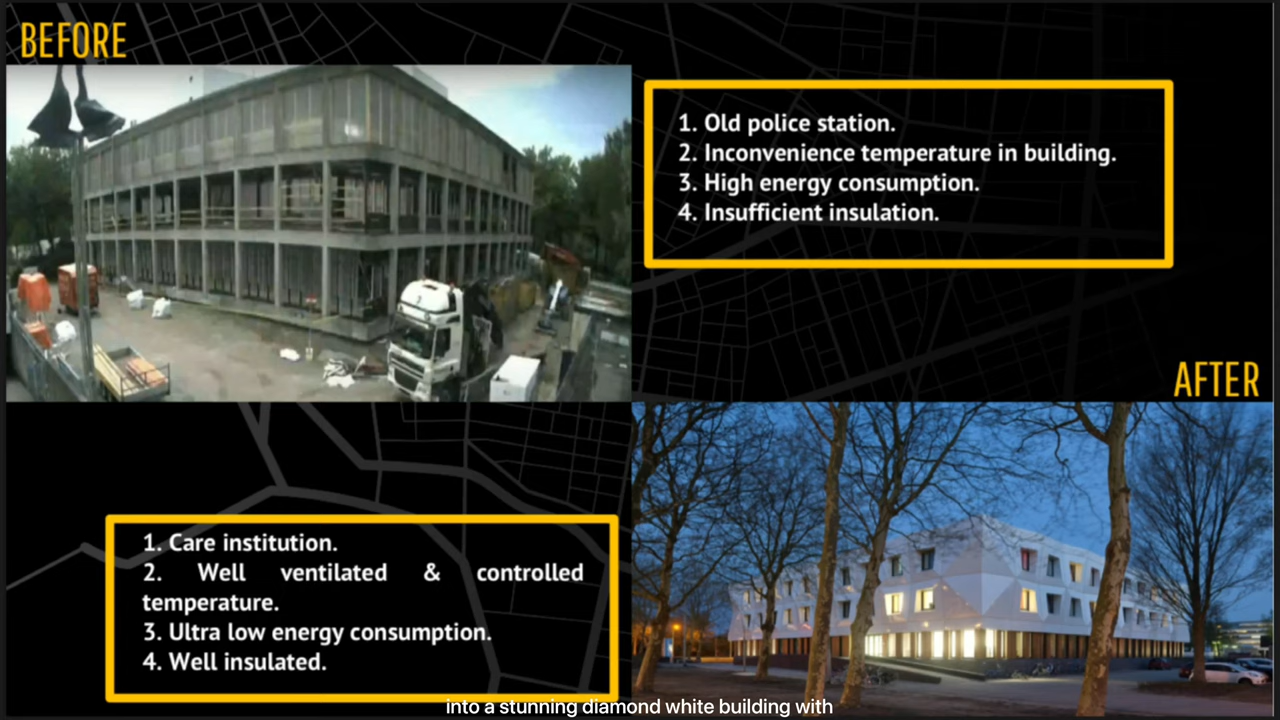 BEFORE
1. Old police station.
2. Inconvenience temperature in building.
3. High energy consumption.
4. Insufficient insulation.
AFTER
1. Care institution.
2. Well ventilated & controlled
temperature.
3. Ultra low energy consumption.
4. Well insulated.
into a stunning diamond white building with